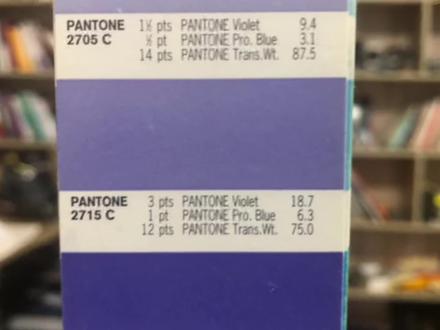 PANTONE 1½ pts PANTONE Violet 9.4
2705 C ½ pt PANTONE Pro. Blue 3.1
14 pts PANTONE Trans.Wt. 87.5
PANTONE 3 pts PANTONE Violet 18.7
2715 C 1 pt PANTONE Pro. Blue 6.3
12 pts PANTONE Trans.Wt. 75.0